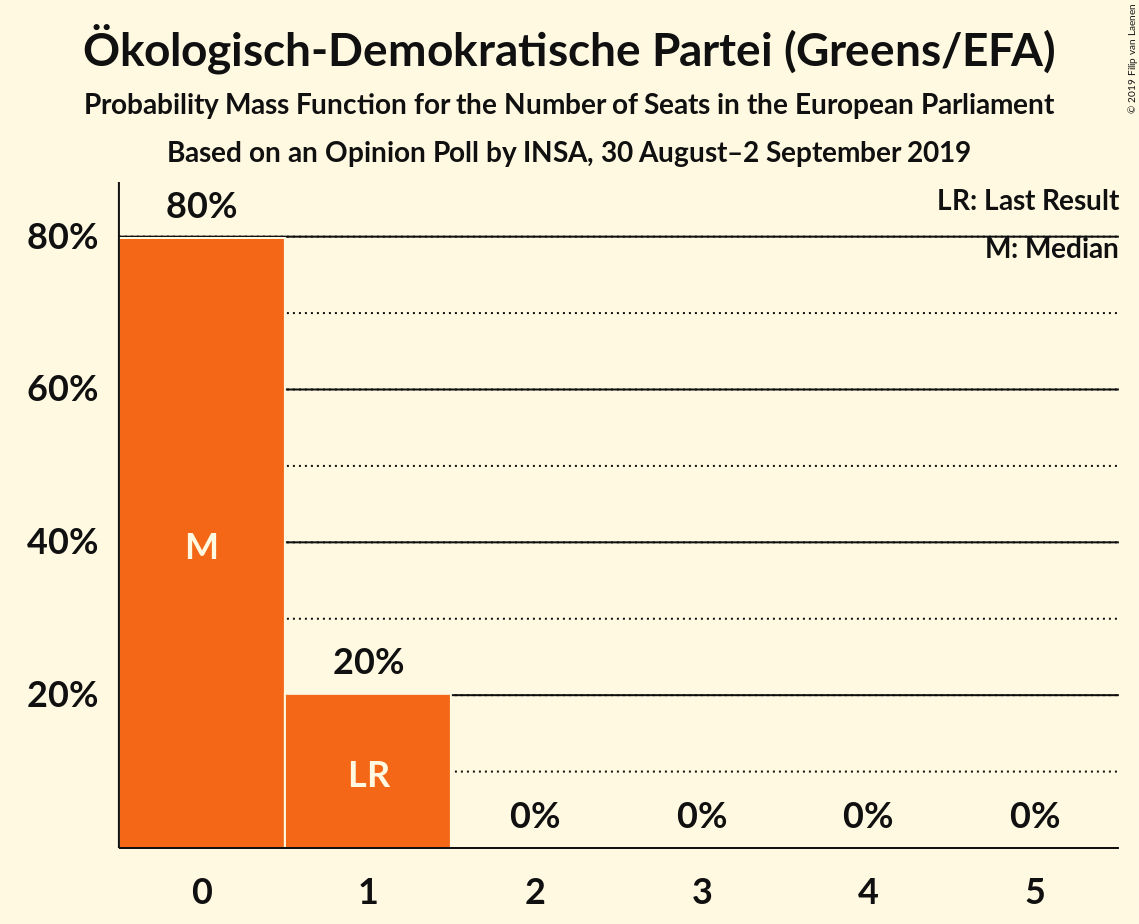 Ökologisch-Demokratische Partei (Greens/EFA)
Probability Mass Function for the Number of Seats in the European Parliament
Based on an Opinion Poll by INSA, 30 August–2 September 2019
© 2019 Filip van Laenen
LR: Last Result
M: Median
80%
80%
60%
40%
20%
M
20%
LR
0%
0%
0%
0%
0
1
2
3
4
5